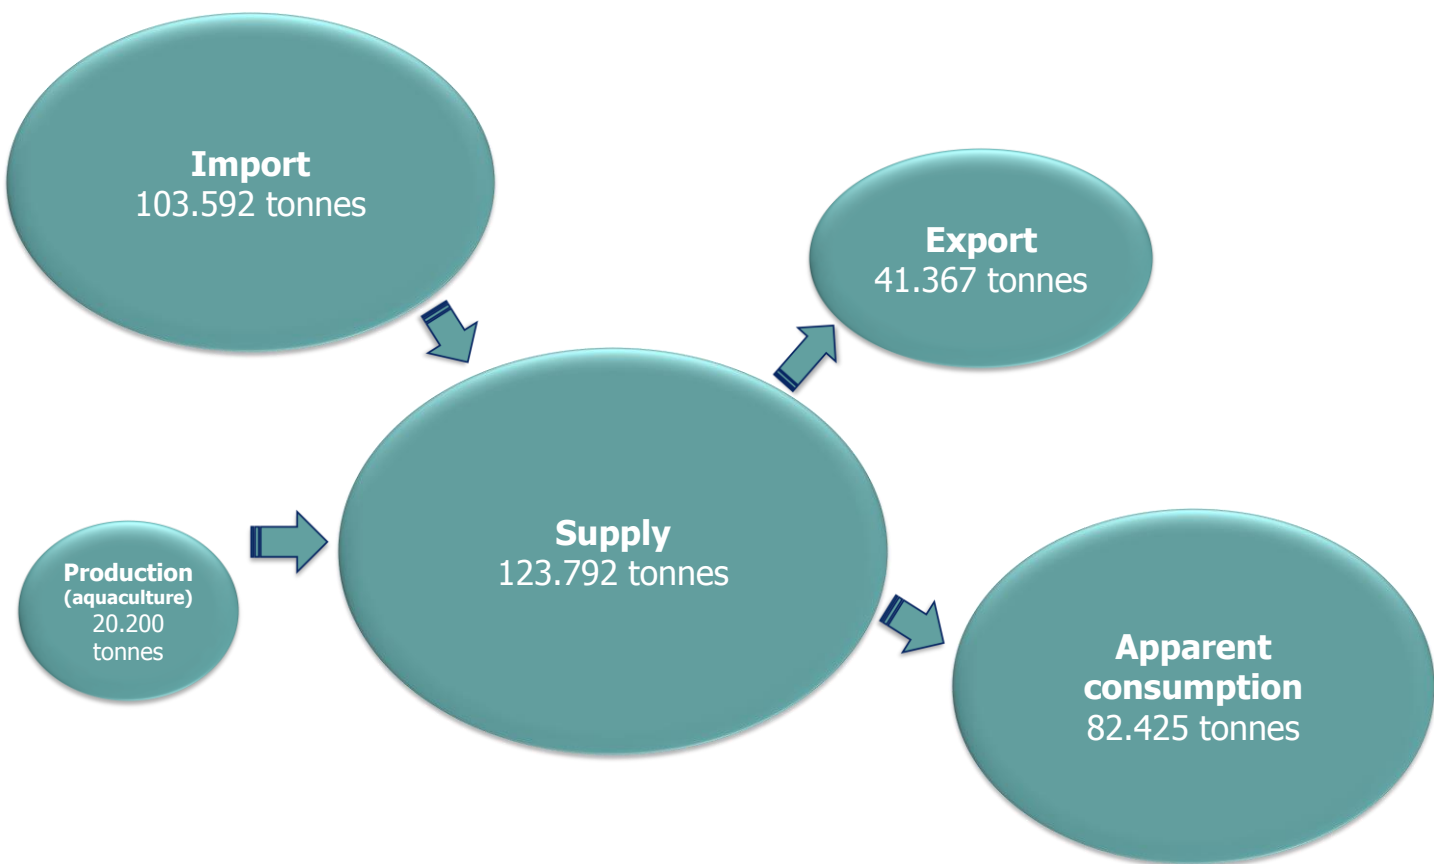 Import
103.592 tonnes
Export
41.367 tonnes
Supply
123.792 tonnes
Production
(aquaculture)
20.200
tonnes
Apparent
consumption
82.425 tonnes